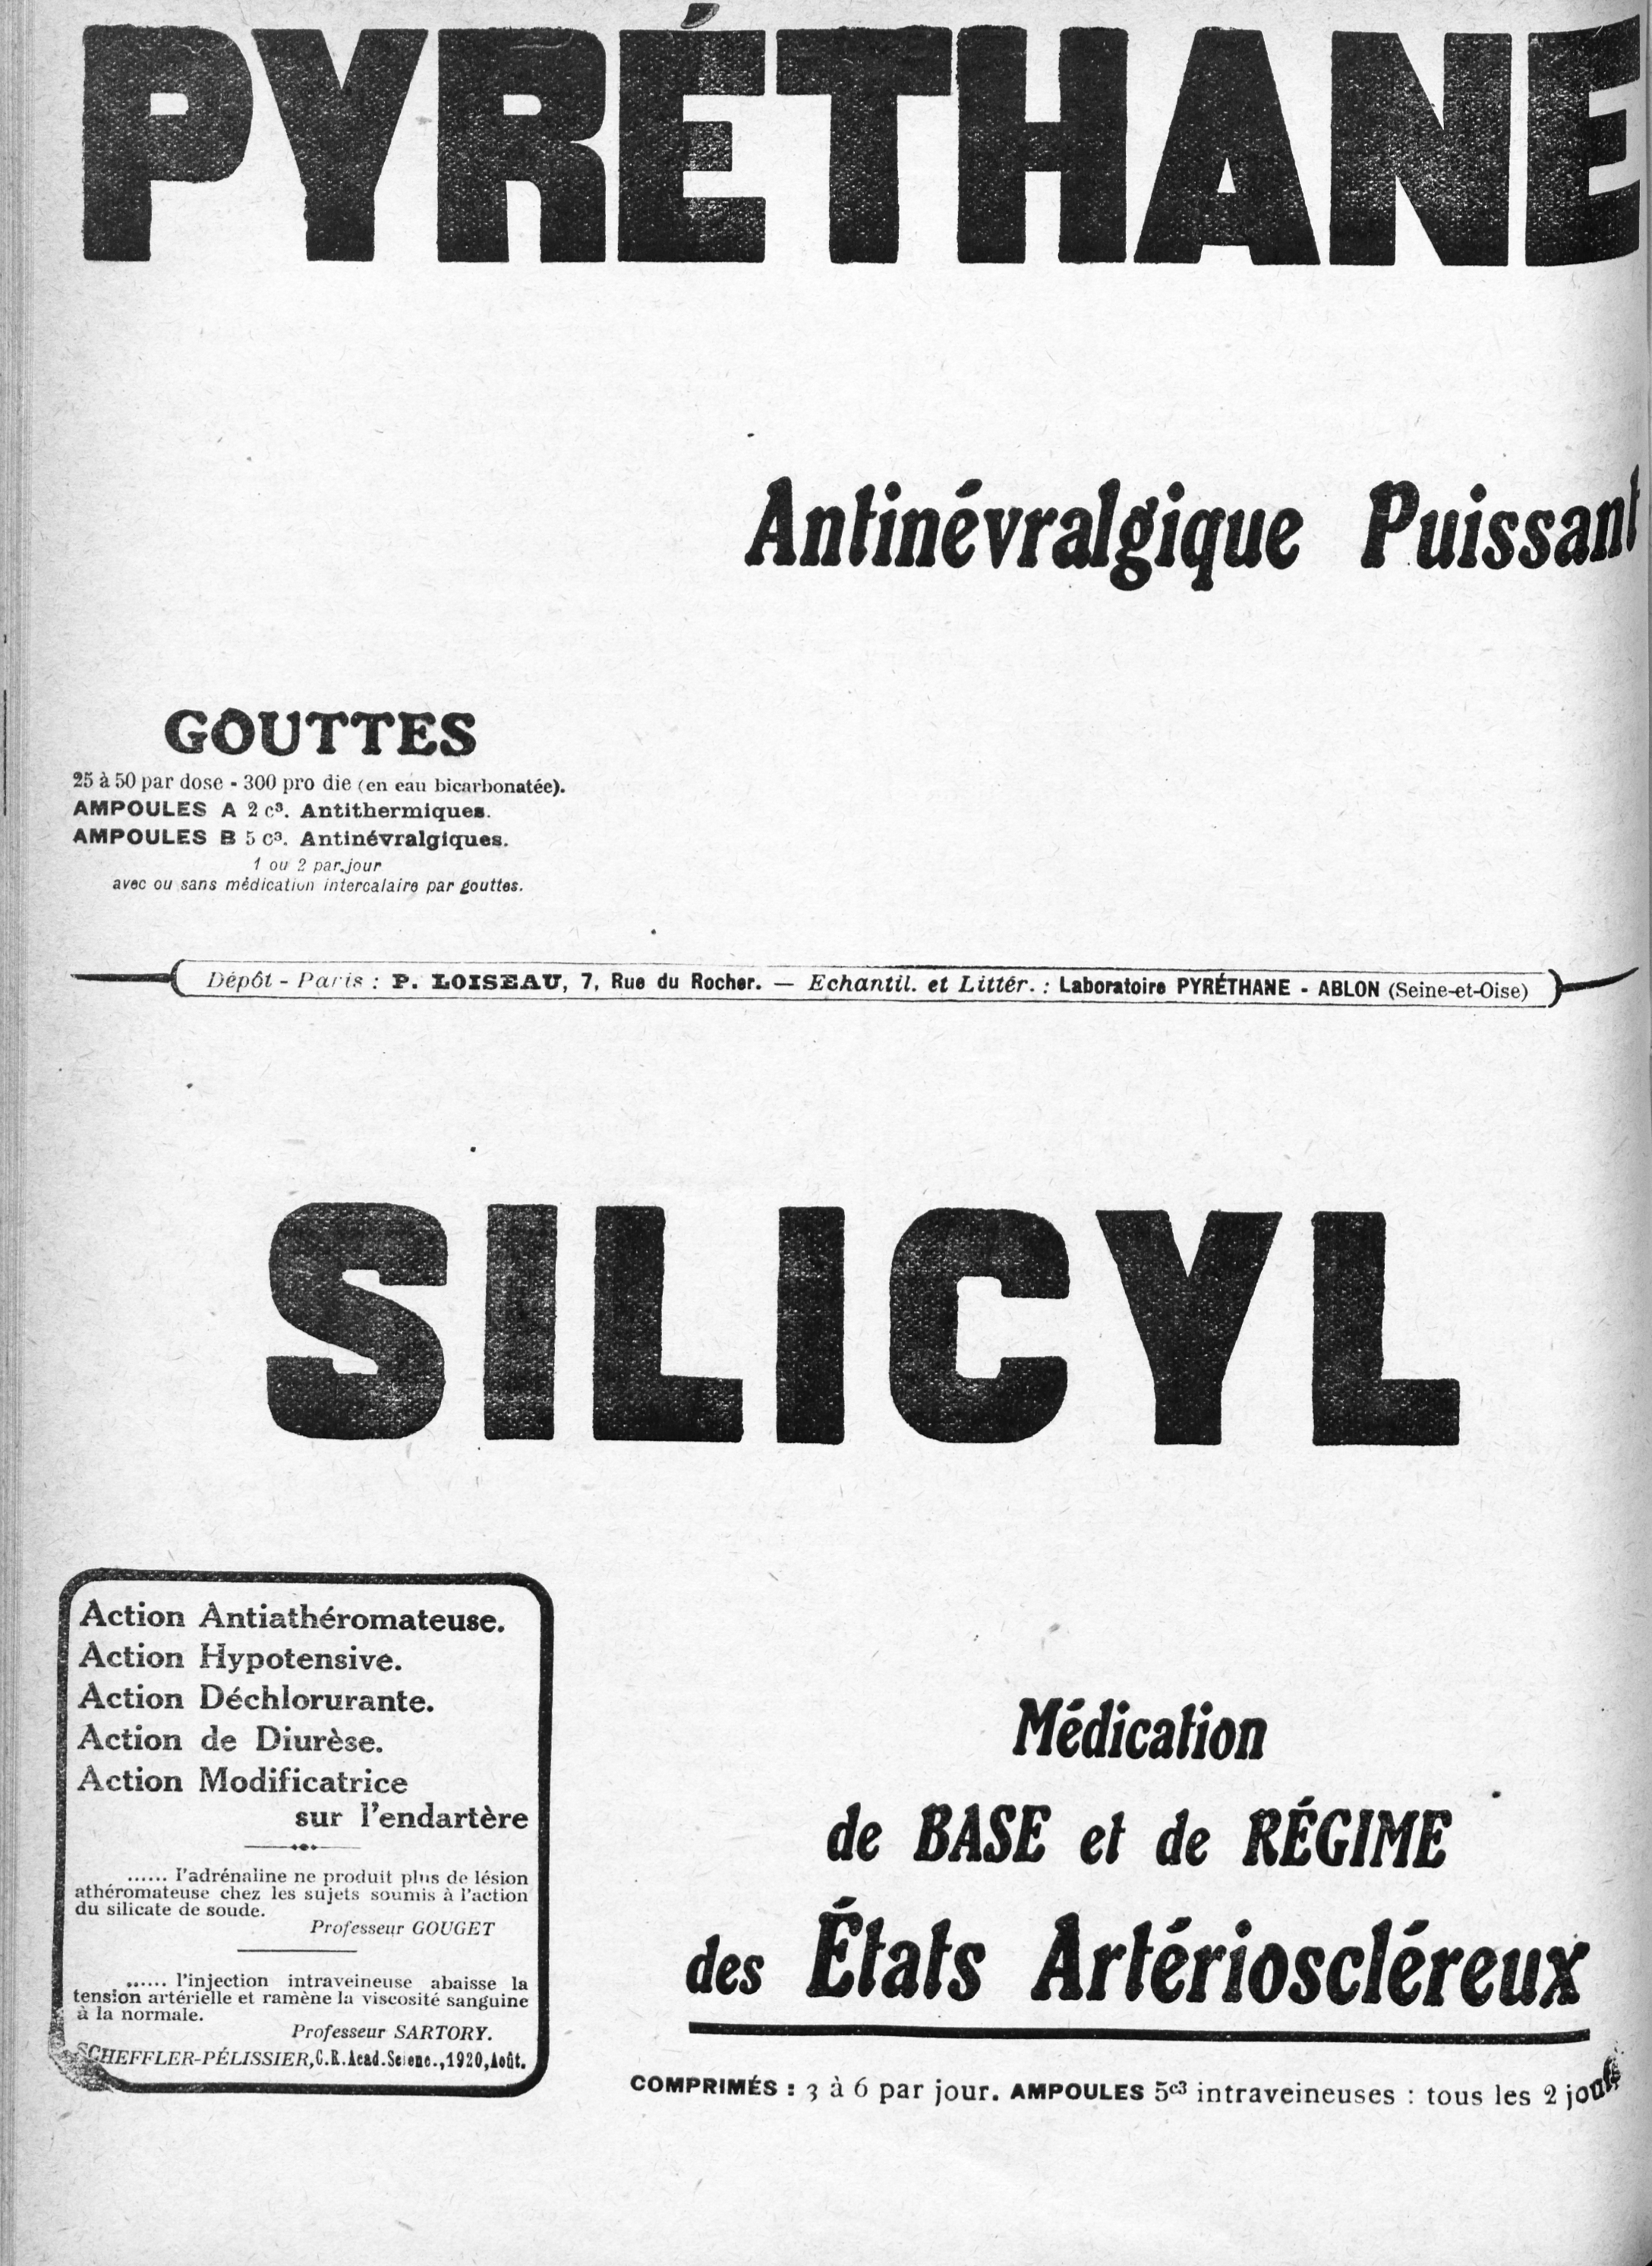 PYRÉTHANE
Antinévralgique Puissant
GOUTTES
25 à 50 par dose - 300 pro die (en eau bicarbonatée).
AMPOULES A 2 c³. Antithermiques.
AMPOULES B 5 c³. Antinévralgiques.
1 ou 2 par jour
avec ou sans médication intercalaire par gouttes.
Dépôt - Paris : P. LOISEAU, 7, Rue du Rocher. — Echantil. et Littér. : Laboratoire PYRÉTHANE - ABLON (Seine-et-Oise)
SILICYL
Action Antiathéromateuse.
Action Hypotensive.
Action Déchlorurante.
Action de Diurèse.
Action Modificatrice
sur l'endartère
...... l'adrénaline ne produit plus de lésion
athéromateuse chez les sujets soumis à l'action
du silicate de soude.
Professeur GOUGET
...... l'injection intraveineuse abaisse la
tension artérielle et ramène la viscosité sanguine
à la normale.
Professeur SARTORY.
SCHEFFLER-PÉLISSIER, C.R. Acad. Scienc., 1920, Août.
Médication
de BASE et de RÉGIME
des États Artérioscléreux
COMPRIMÉS : 3 à 6 par jour. AMPOULES 5c3 intraveineuses : tous les 2 jours